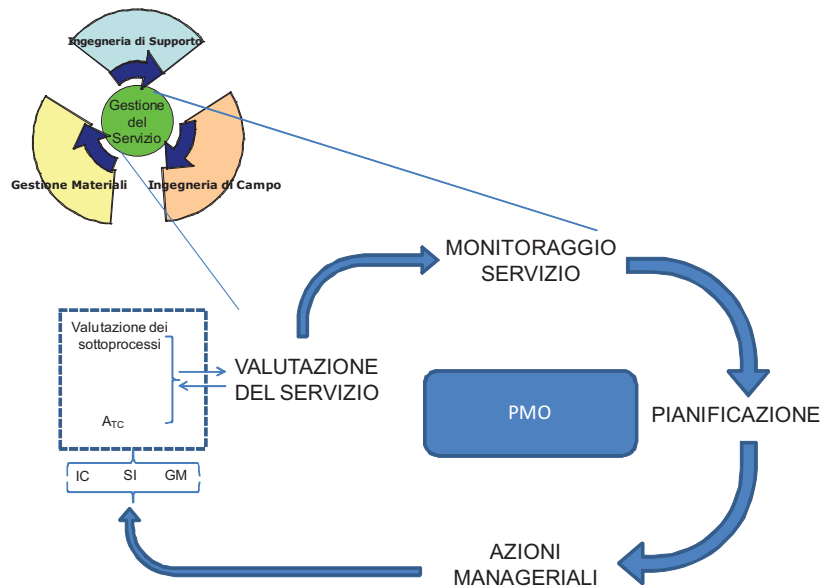 Ingegneria di Supporto
Gestione
del
Servizio
Gestione Materiali
Ingegneria di Campo
MONITORAGGIO
SERVIZIO
Valutazione dei
sottoprocessi
VALUTAZIONE
DEL SERVIZIO
PMO
PIANIFICAZIONE
ATC
IC SI GM
AZIONI
MANAGERIALI